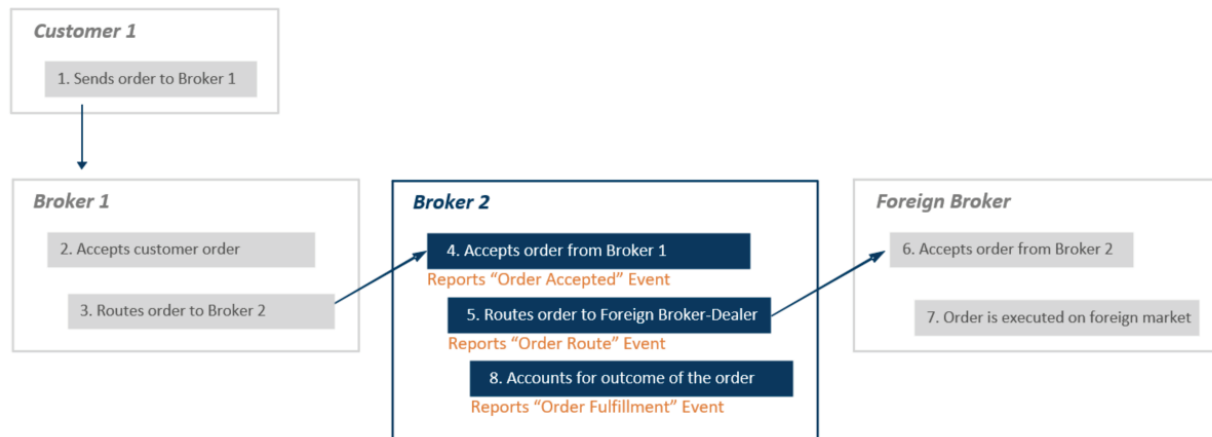 Customer 1
1. Sends order to Broker 1
Broker 1
2. Accepts customer order
3. Routes order to Broker 2
Broker 2
4. Accepts order from Broker 1
Reports “Order Accepted” Event
5. Routes order to Foreign Broker-Dealer
Reports “Order Route” Event
8. Accounts for outcome of the order
Reports “Order Fulfillment” Event
Foreign Broker
6. Accepts order from Broker 2
7. Order is executed on foreign market